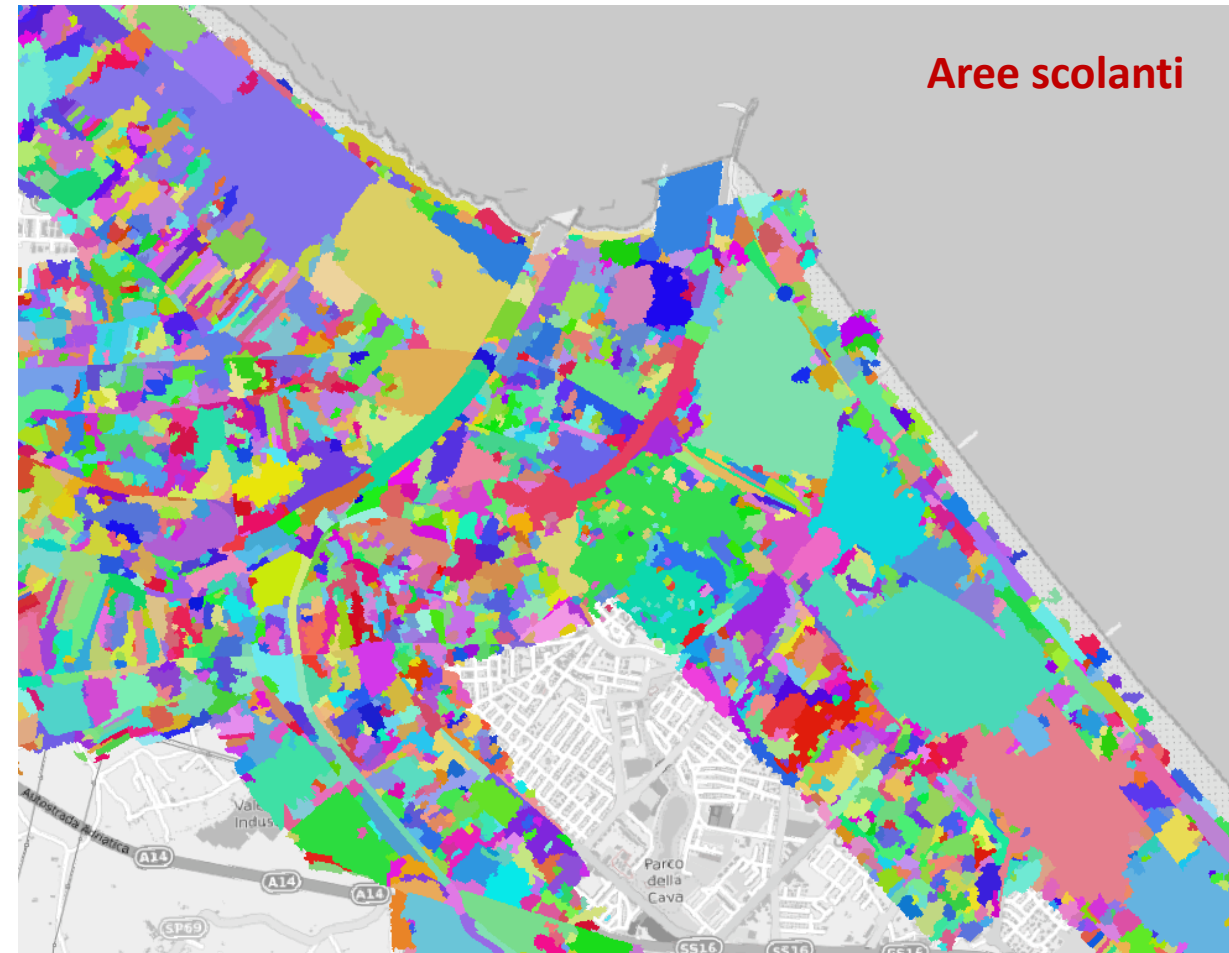 Aree scolanti
Autostrada Adriatica
A14
A14
A14
SP69
Parco
della
Cava
SS16
SS16